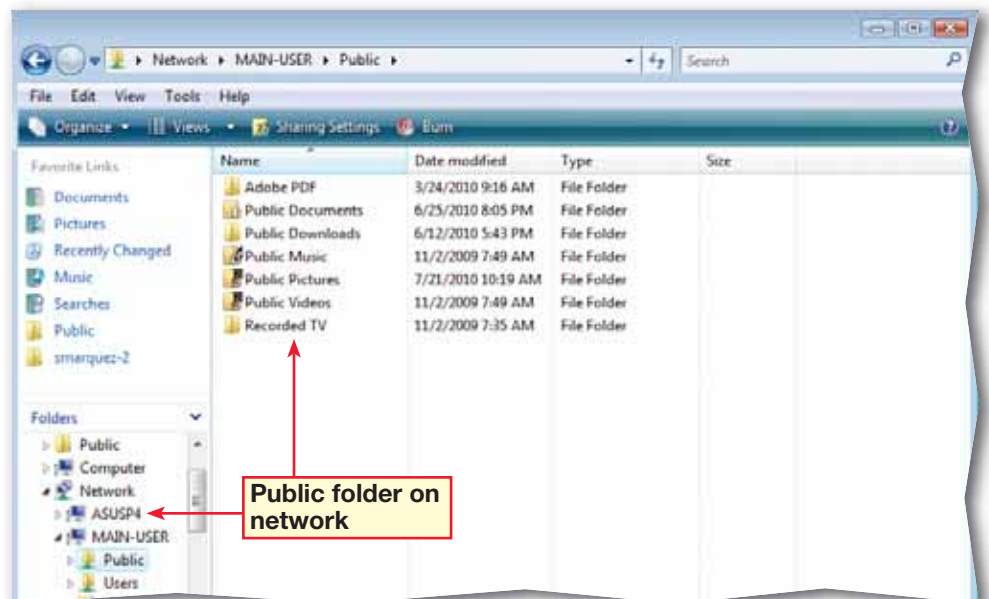 Network ▸ MAIN-USER ▸ Public ▸
Search
File Edit View Tools Help
Organize Views Sharing Settings Burn
Favorite Links
Documents
Pictures
Recently Changed
Music
Searches
Public
smarquez-2
Folders
Public
Computer
Network
ASUSP4
MAIN-USER
Public
Users
Name Date modified Type Size
Adobe PDF 3/24/2010 9:16 AM File Folder
Public Documents 6/25/2010 8:05 PM File Folder
Public Downloads 6/12/2010 5:43 PM File Folder
Public Music 11/2/2009 7:49 AM File Folder
Public Pictures 7/21/2010 10:19 AM File Folder
Public Videos 11/2/2009 7:49 AM File Folder
Recorded TV 11/2/2009 7:35 AM File Folder
Public folder on
network